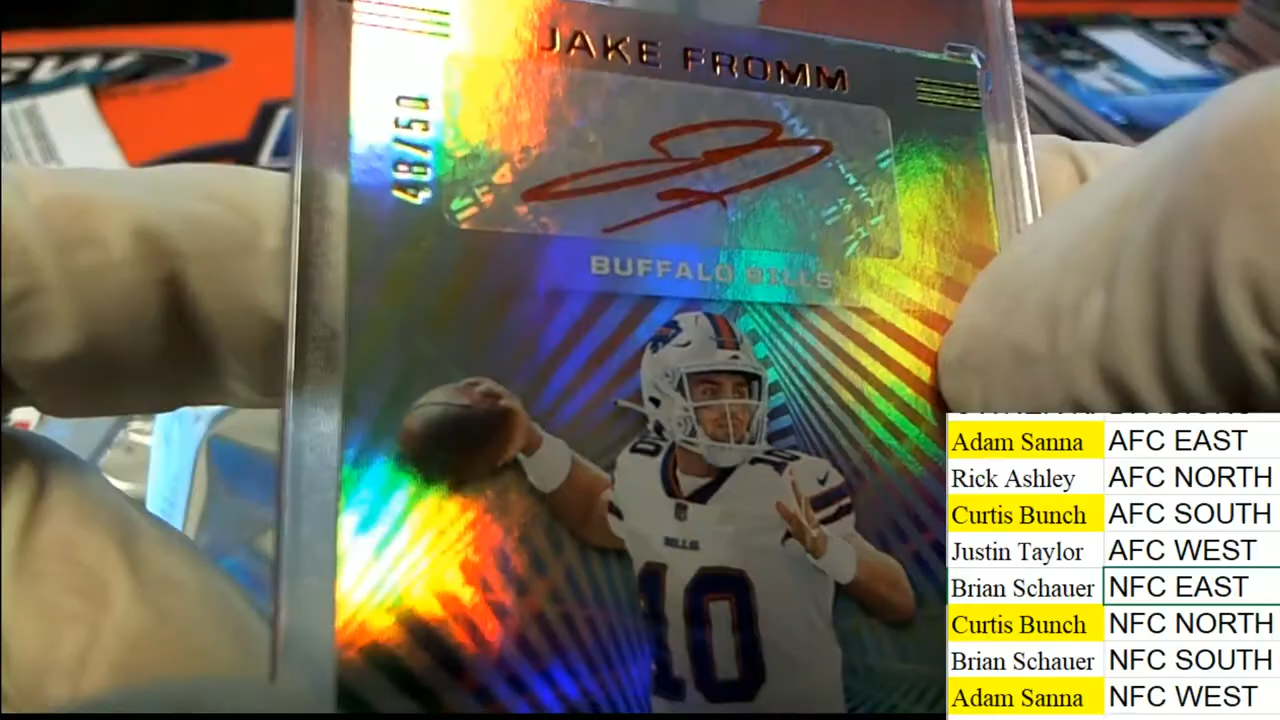 JAKE FROMM
48/50
BUFFALO BILLS
10
10
BILLS
10
Adam Sanna AFC EAST
Rick Ashley AFC NORTH
Curtis Bunch AFC SOUTH
Justin Taylor AFC WEST
Brian Schauer NFC EAST
Curtis Bunch NFC NORTH
Brian Schauer NFC SOUTH
Adam Sanna NFC WEST